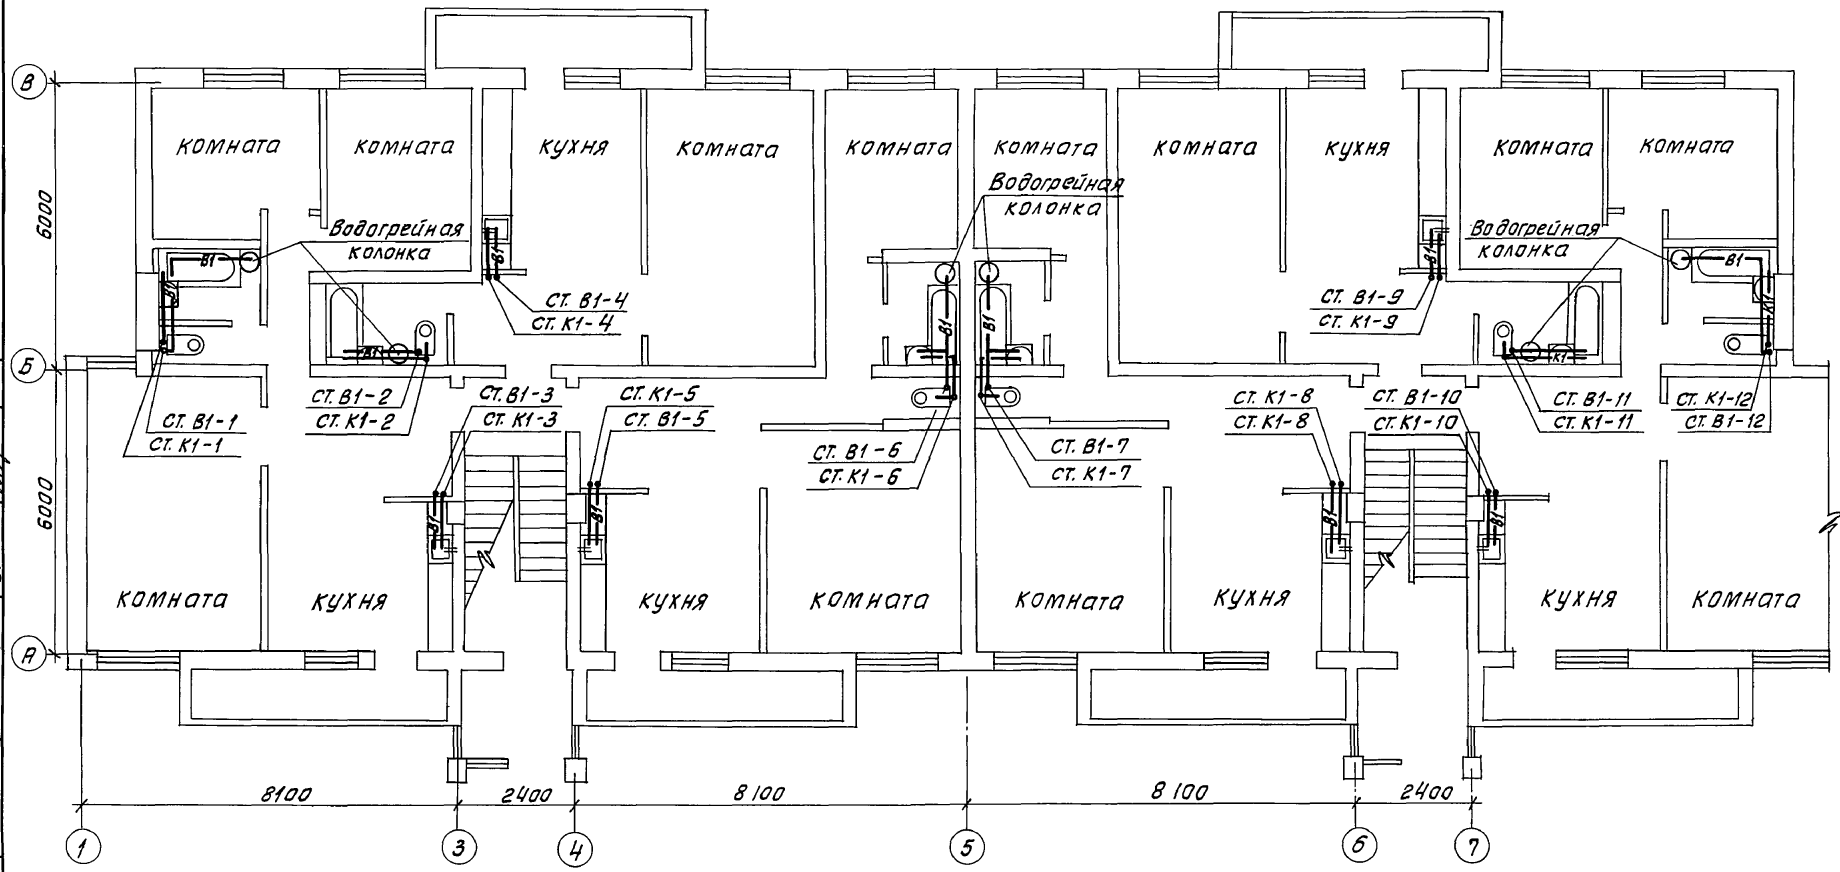 В
комната
комната
кухня
комната
комната
комната
комната
кухня
комната
комната
6000
Водогрейная
колонка
Водогрейная
колонка
Водогрейная
колонка
В1
В1
В1
В1
В1
В1
В1
В1
К1
СТ. В1-4
СТ. К1-4
СТ. В1-9
СТ. К1-9
В1
К1
Б
СТ. В1-1
СТ. К1-1
СТ. В1-2
СТ. К1-2
СТ. В1-3
СТ. К1-3
СТ. К1-5
СТ. В1-5
СТ. В1-6
СТ. К1-6
СТ. В1-7
СТ. К1-7
СТ. К1-8
СТ. К1-8
СТ. В1-10
СТ. К1-10
СТ. В1-11
СТ. К1-11
СТ. К1-12
СТ. В1-12
6000
В1
В1
В1
В1
комната
кухня
кухня
комната
комната
кухня
кухня
комната
А
8100
2400
8100
8100
2400
1
3
4
5
6
7